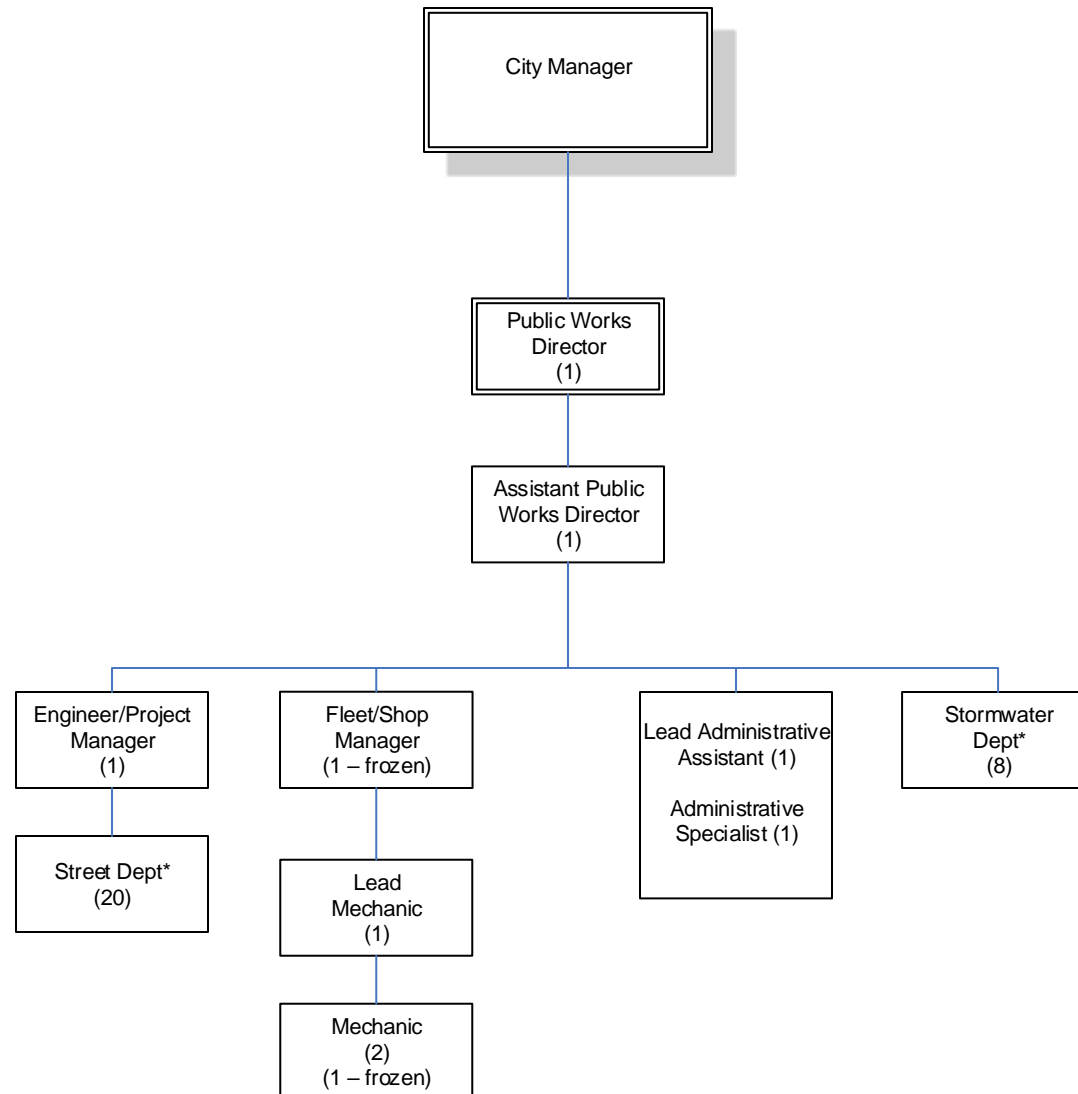 City Manager
Public Works
Director
(1)
Assistant Public
Works Director
(1)
Engineer/Project
Manager
(1)
Fleet/Shop
Manager
(1 – frozen)
Lead Administrative
Assistant (1)
Administrative
Specialist (1)
Stormwater
Dept*
(8)
Street Dept*
(20)
Lead
Mechanic
(1)
Mechanic
(2)
(1 – frozen)